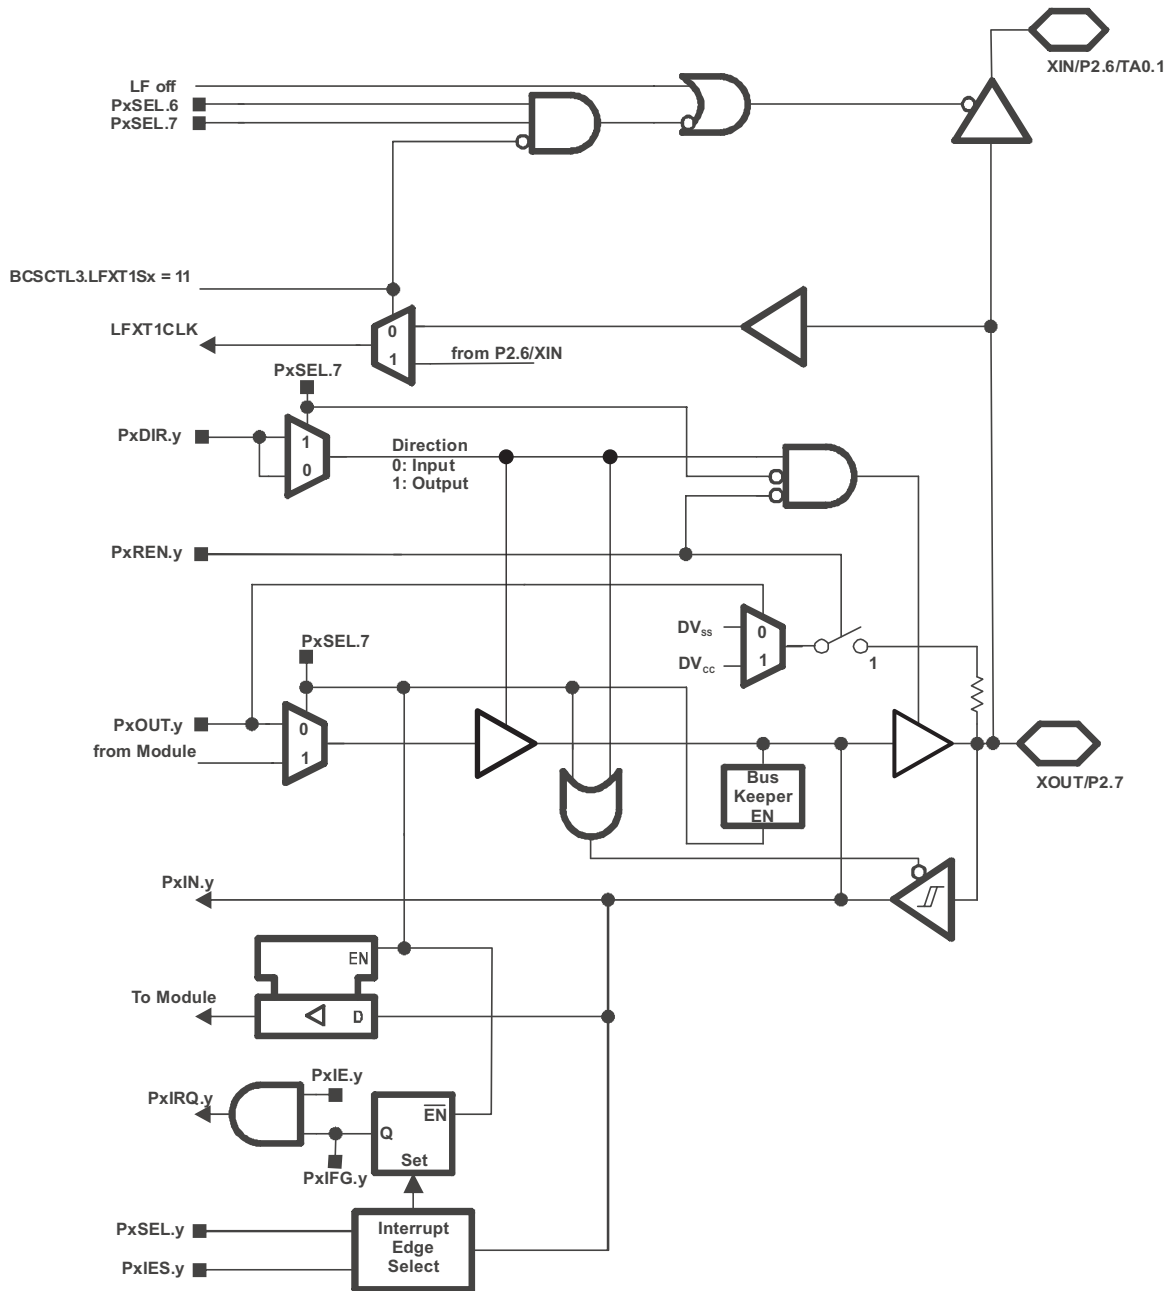 XIN/P2.6/TA0.1
LF off
PxSEL.6
PxSEL.7
BCSCTL3.LFXT1Sx = 11
LFXT1CLK
0
1
from P2.6/XIN
PxSEL.7
PxDIR.y
1
0
Direction
0: Input
1: Output
PxREN.y
DVSS
DVCC
0
1
1
PxSEL.7
PxOUT.y
from Module
0
1
Bus
Keeper
EN
XOUT/P2.7
PxIN.y
EN
To Module
D
PxIE.y
PxIRQ.y
EN
Q
Set
PxIFG.y
PxSEL.y
PxIES.y
Interrupt
Edge
Select